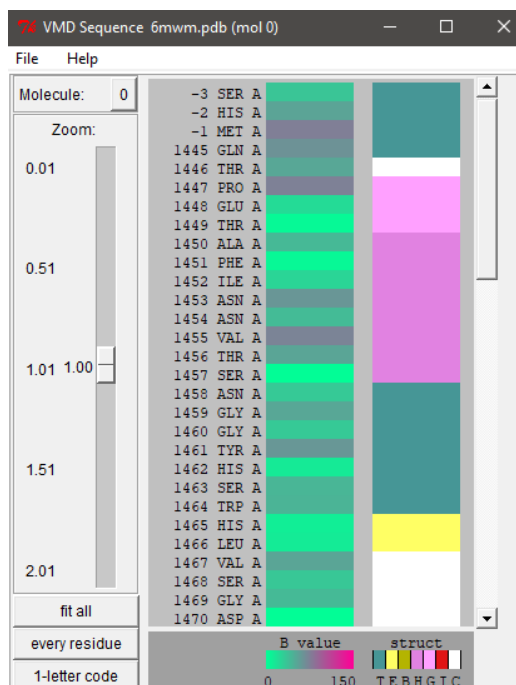 VMD Sequence 6mwm.pdb (mol 0)
File Help
Molecule: 0
Zoom:
0.01
0.51
1.01 1.00
1.51
2.01
fit all
every residue
1-letter code
-3 SER A
-2 HIS A
-1 MET A
1445 GLN A
1446 THR A
1447 PRO A
1448 GLU A
1449 THR A
1450 ALA A
1451 PHE A
1452 ILE A
1453 ASN A
1454 ASN A
1455 VAL A
1456 THR A
1457 SER A
1458 ASN A
1459 GLY A
1460 GLY A
1461 TYR A
1462 HIS A
1463 SER A
1464 TRP A
1465 HIS A
1466 LEU A
1467 VAL A
1468 SER A
1469 GLY A
1470 ASP A
B value struct
0 150 T E B H G I C